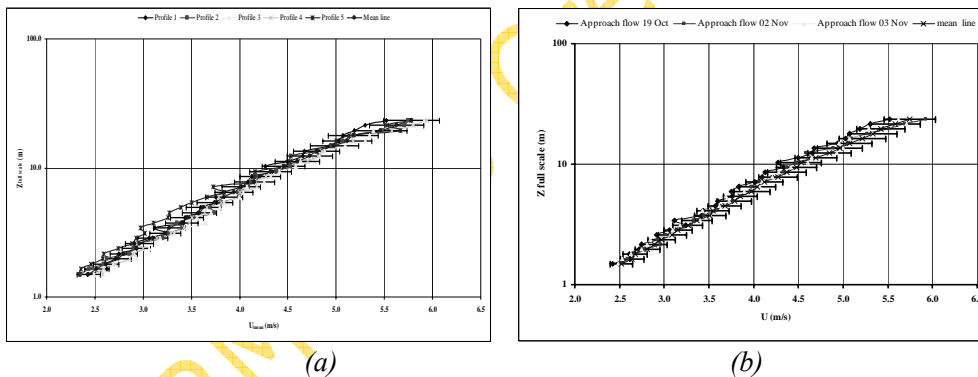 Profile 1 Profile 2 Profile 3 Profile 4 Profile 5 Mean line
100.0
10.0
1.0
Z full scale (m)
2.0 2.5 3.0 3.5 4.0 4.5 5.0 5.5 6.0 6.5
Umean (m/s)
(a)
Approach flow 19 Oct Approach flow 02 Nov Approach flow 03 Nov mean line
100
10
1
Z full scale (m)
2.0 2.5 3.0 3.5 4.0 4.5 5.0 5.5 6.0 6.5
U (m/s)
(b)